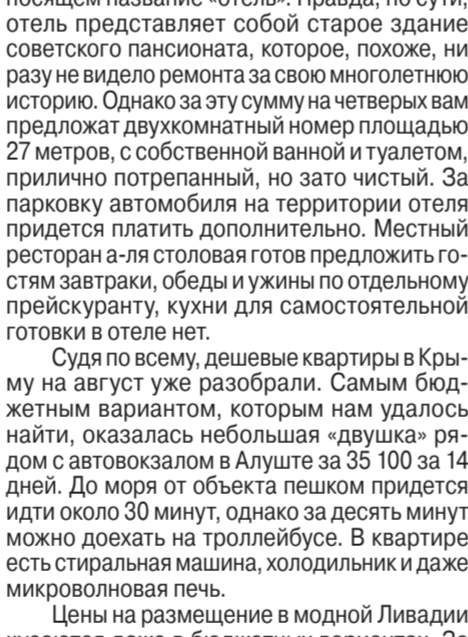 носящем название «отель». Правда, по сути,
отель представляет собой старое здание
советского пансионата, которое, похоже, ни
разу не видело ремонта за свою многолетнюю
историю. Однако за эту сумму на четверых вам
предложат двухкомнатный номер площадью
27 метров, с собственной ванной и туалетом,
прилично потрепанный, но зато чистый. За
парковку автомобиля на территории отеля
придется платить дополнительно. Местный
ресторан а-ля столовая готов предложить го-
стям завтраки, обеды и ужины по отдельному
прейскуранту, кухни для самостоятельной
готовки в отеле нет.
Судя по всему, дешевые квартиры в Кры-
му на август уже разобрали. Самым бюд-
жетным вариантом, которым нам удалось
найти, оказалась небольшая «двушка» ря-
дом с автовокзалом в Алуште за 35 100 за 14
дней. До моря от объекта пешком придется
идти около 30 минут, однако за десять минут
можно доехать на троллейбусе. В квартире
есть стиральная машина, холодильник и даже
микроволновая печь.
Цены на размещение в модной Ливадии
кусаются даже в бюджетных вариантах. За